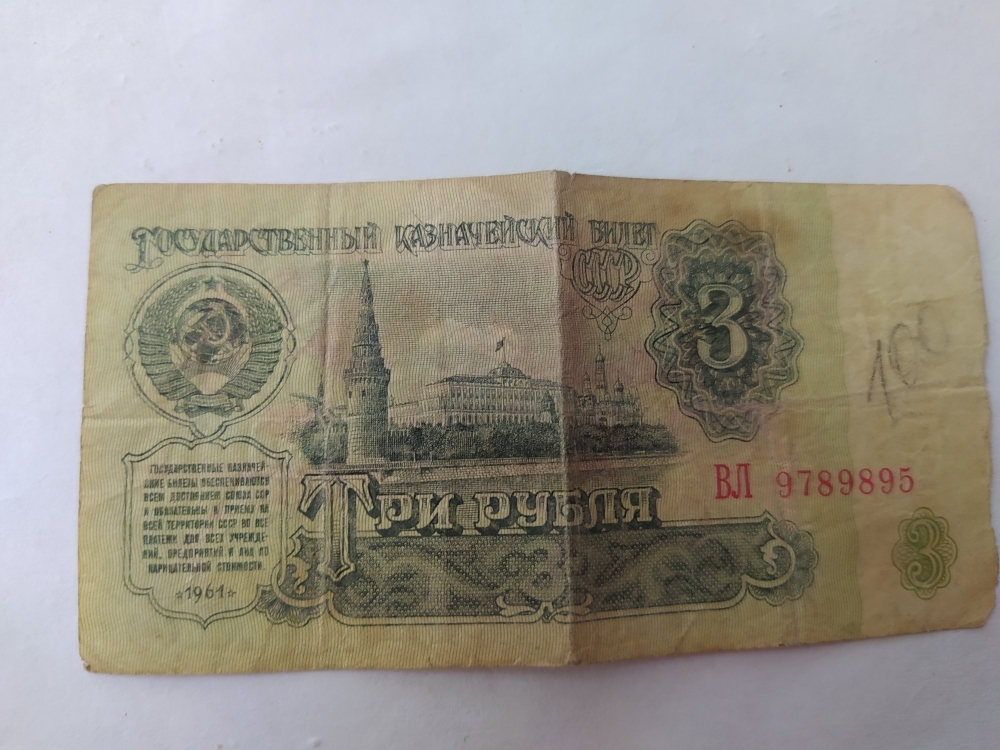 ГОСУДАРСТВЕННЫЙ КАЗНАЧЕЙСКИЙ БИЛЕТ
СССР
3
100
ГОСУДАРСТВЕННЫЕ КАЗНАЧЕЙ-
СКИЕ БИЛЕТЫ ОБЕСПЕЧИВАЮТСЯ
ВСЕМ ДОСТОЯНИЕМ СОЮЗА ССР
И ОБЯЗАТЕЛЬНЫ К ПРИЕМУ НА
ВСЕЙ ТЕРРИТОРИИ СССР ВО ВСЕ
ПЛАТЕЖИ ДЛЯ ВСЕХ УЧРЕЖДЕ-
НИЙ, ПРЕДПРИЯТИЙ И ЛИЦ ПО
НАРИЦАТЕЛЬНОЙ СТОИМОСТИ.
1961
ВЛ 9789895
ТРИ РУБЛЯ
3
3
3